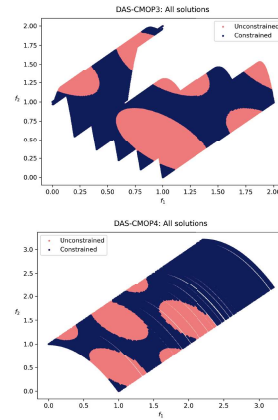 DAS-CMOP3: All solutions
Unconstrained
Constrained
2.00
1.75
1.50
1.25
f₂ 1.00
0.75
0.50
0.25
0.00
0.00 0.25 0.50 0.75 1.00 1.25 1.50 1.75 2.00
f₁
DAS-CMOP4: All solutions
Unconstrained
Constrained
3.0
2.5
2.0
f₂
1.5
1.0
0.5
0.0
0.0 0.5 1.0 1.5 2.0 2.5 3.0
f₁